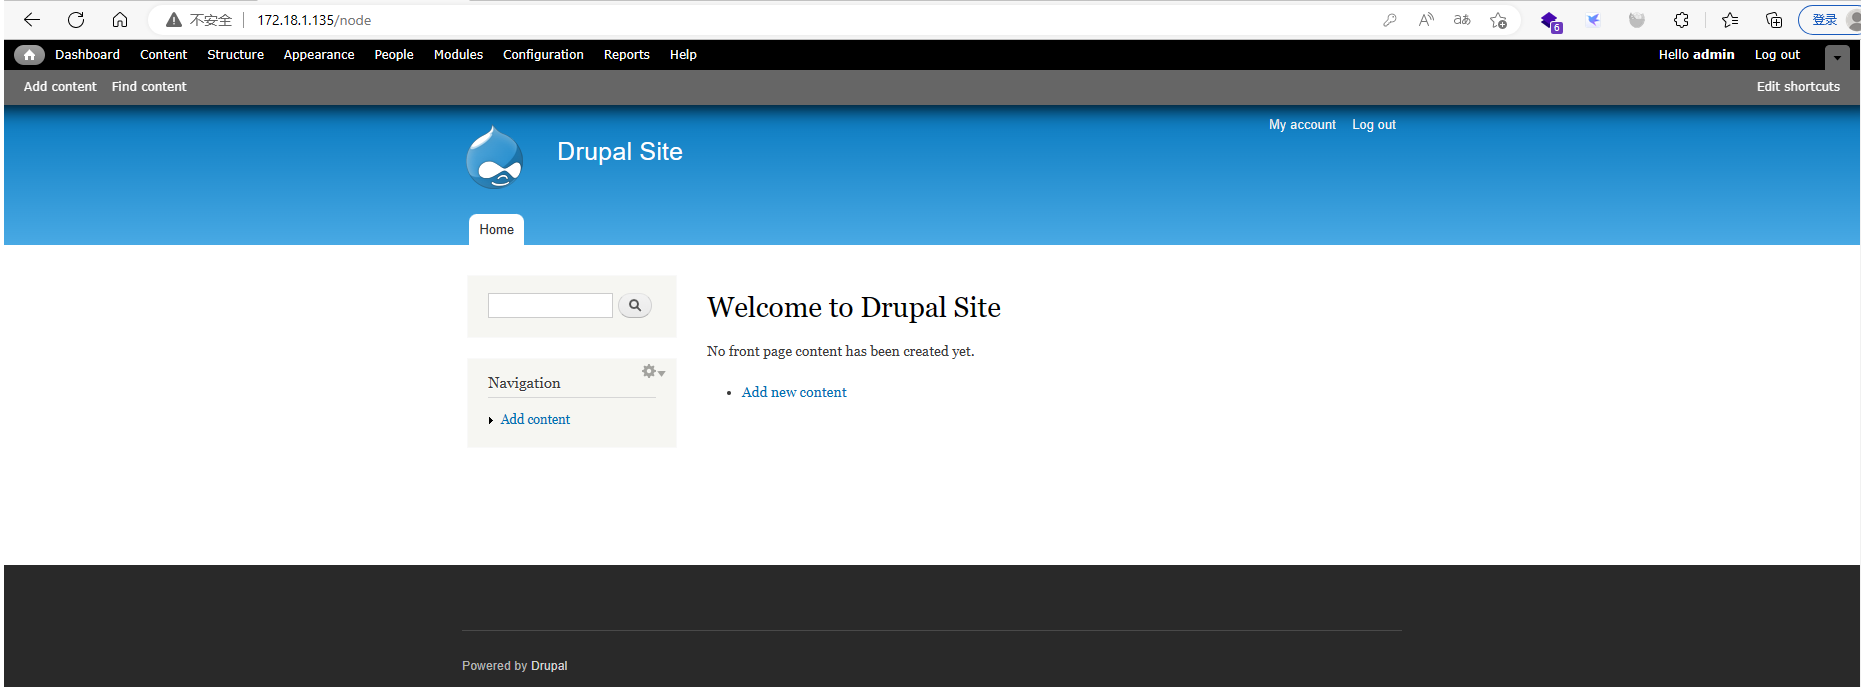 不安全 172.18.1.135/node 登录
6
Dashboard Content Structure Appearance People Modules Configuration Reports Help Hello admin Log out
Add content Find content Edit shortcuts
My account Log out
Drupal Site
Home
Welcome to Drupal Site
No front page content has been created yet.
Navigation
Add new content
Add content
Powered by Drupal